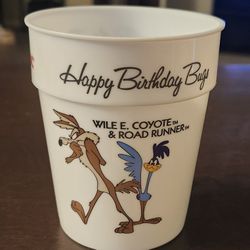 Happy Birthday Bugs
WILE E. COYOTE™
& ROAD RUNNER™